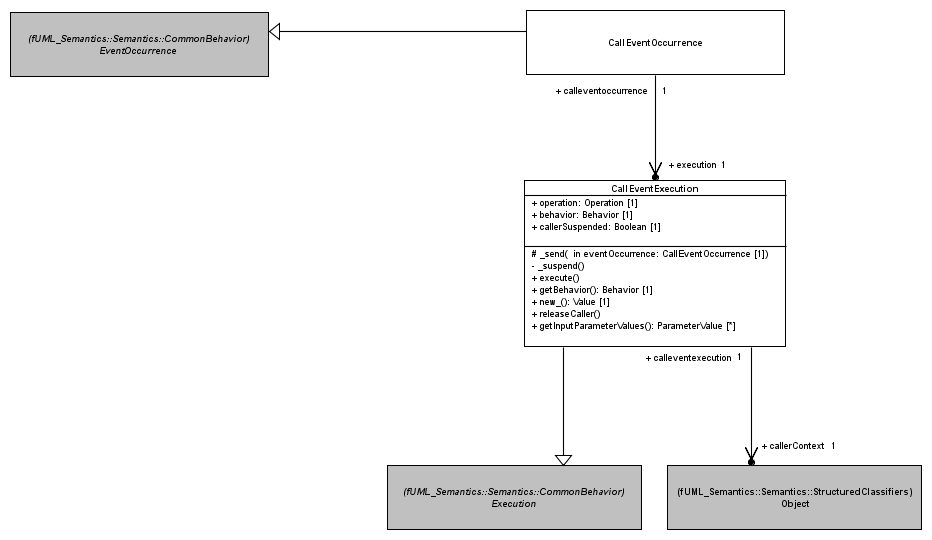 (fUML_Semantics::Semantics::CommonBehavior)
EventOccurrence
CallEventOccurrence
+ calleventoccurrence 1
+ execution 1
CallEventExecution
+ operation: Operation [1]
+ behavior: Behavior [1]
+ callerSuspended: Boolean [1]
# _send( in eventOccurrence: CallEventOccurrence [1])
- _suspend()
+ execute()
+ getBehavior(): Behavior [1]
+ new_(): Value [1]
+ releaseCaller()
+ getInputParameterValues(): ParameterValue [*]
+ calleventexecution 1
+ callerContext 1
(fUML_Semantics::Semantics::CommonBehavior)
Execution
(fUML_Semantics::Semantics::StructuredClassifiers)
Object